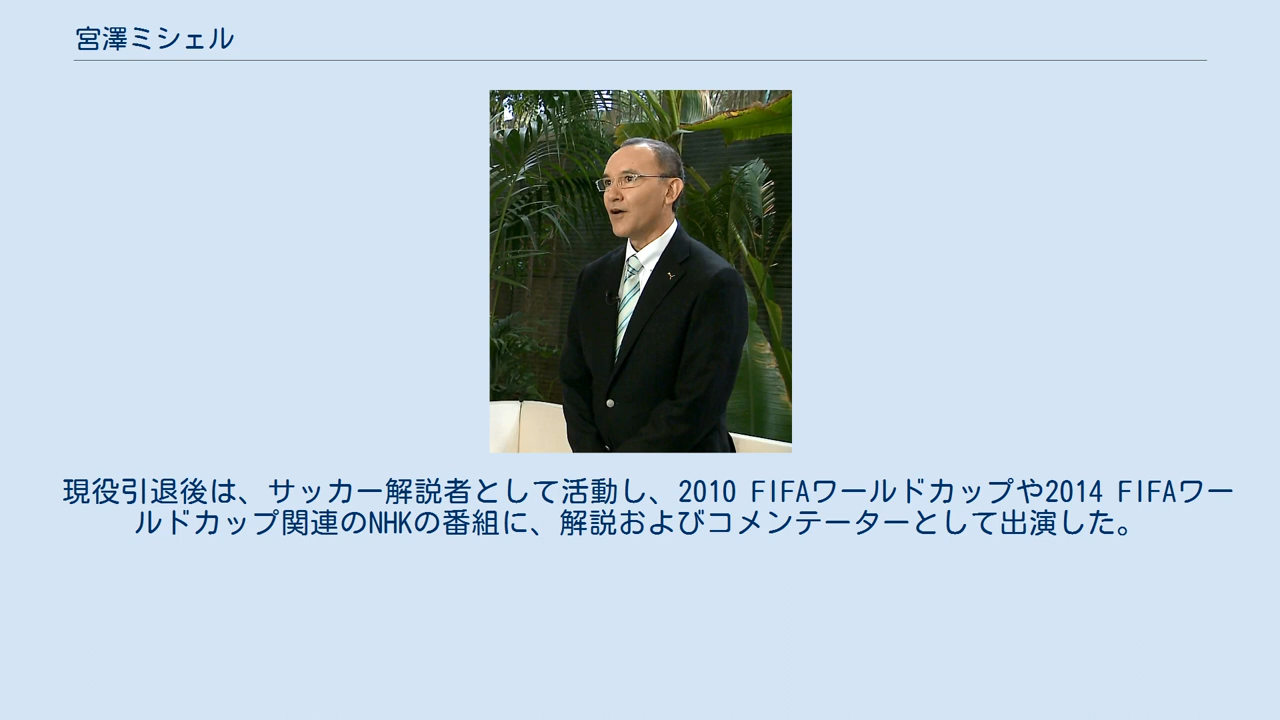 宮澤ミシェル
現役引退後は、サッカー解説者として活動し、2010 FIFAワールドカップや2014 FIFAワー
ルドカップ関連のNHKの番組に、解説およびコメンテーターとして出演した。